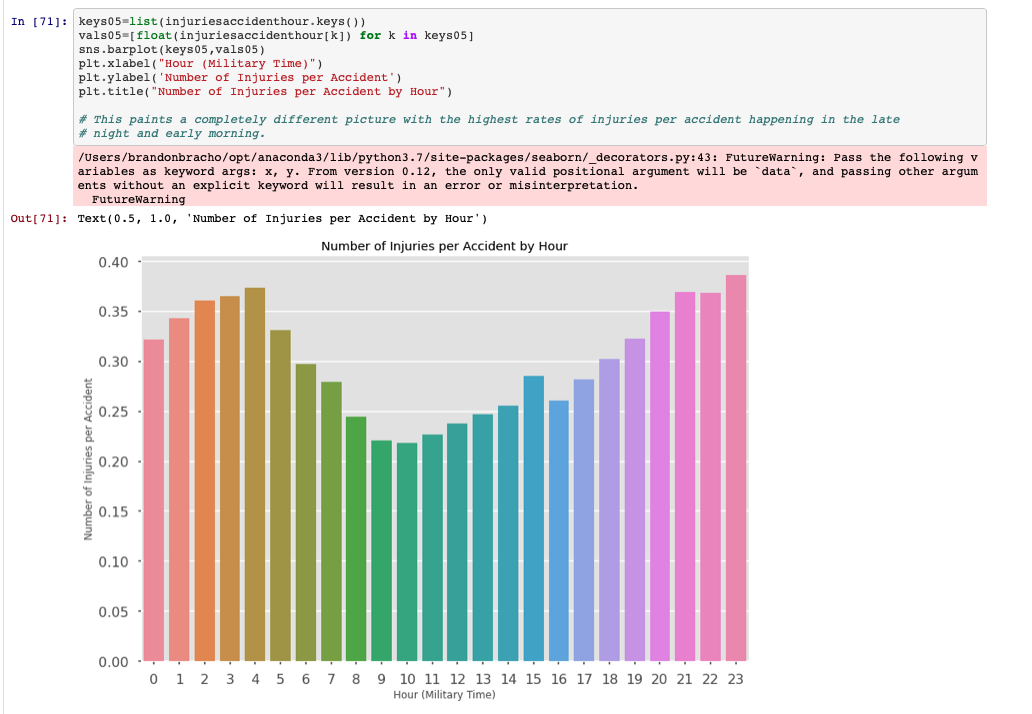 In [71]: keys05=list(injuriesaccidenthour.keys())
vals05=[float(injuriesaccidenthour[k]) for k in keys05]
sns.barplot(keys05,vals05)
plt.xlabel("Hour (Military Time)")
plt.ylabel('Number of Injuries per Accident')
plt.title("Number of Injuries per Accident by Hour")
# This paints a completely different picture with the highest rates of injuries per accident happening in the late
# night and early morning.
/Users/brandonbracho/opt/anaconda3/lib/python3.7/site-packages/seaborn/_decorators.py:43: FutureWarning: Pass the following v
ariables as keyword args: x, y. From version 0.12, the only valid positional argument will be `data`, and passing other argum
ents without an explicit keyword will result in an error or misinterpretation.
FutureWarning
Out[71]: Text(0.5, 1.0, 'Number of Injuries per Accident by Hour')
Number of Injuries per Accident by Hour
Number of Injuries per Accident
0.40
0.35
0.30
0.25
0.20
0.15
0.10
0.05
0.00
0 1 2 3 4 5 6 7 8 9 10 11 12 13 14 15 16 17 18 19 20 21 22 23
Hour (Military Time)